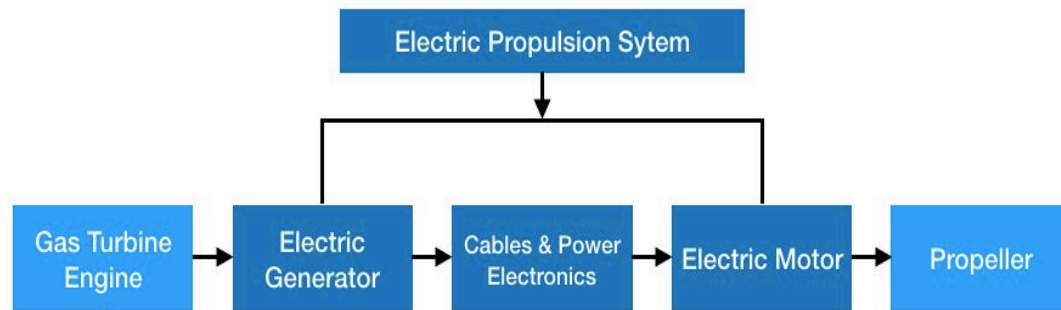 Electric Propulsion Sytem
Gas Turbine
Engine
Electric
Generator
Cables & Power
Electronics
Electric Motor
Propeller